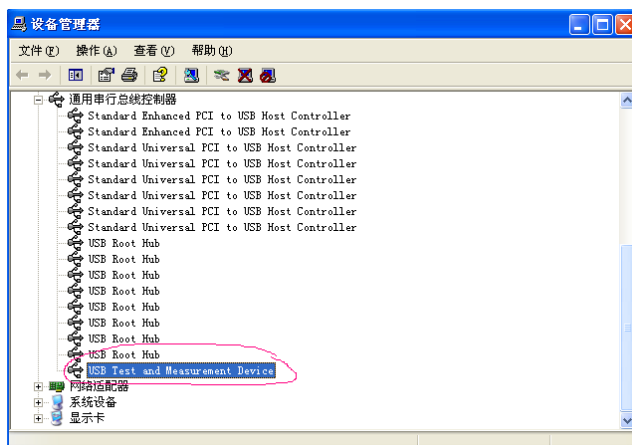 设备管理器
文件(F) 操作(A) 查看(V) 帮助(H)
通用串行总线控制器
Standard Enhanced PCI to USB Host Controller
Standard Enhanced PCI to USB Host Controller
Standard Universal PCI to USB Host Controller
Standard Universal PCI to USB Host Controller
Standard Universal PCI to USB Host Controller
Standard Universal PCI to USB Host Controller
Standard Universal PCI to USB Host Controller
Standard Universal PCI to USB Host Controller
USB Root Hub
USB Root Hub
USB Root Hub
USB Root Hub
USB Root Hub
USB Root Hub
USB Root Hub
USB Root Hub
USB Test and Measurement Device
网络适配器
系统设备
显示卡